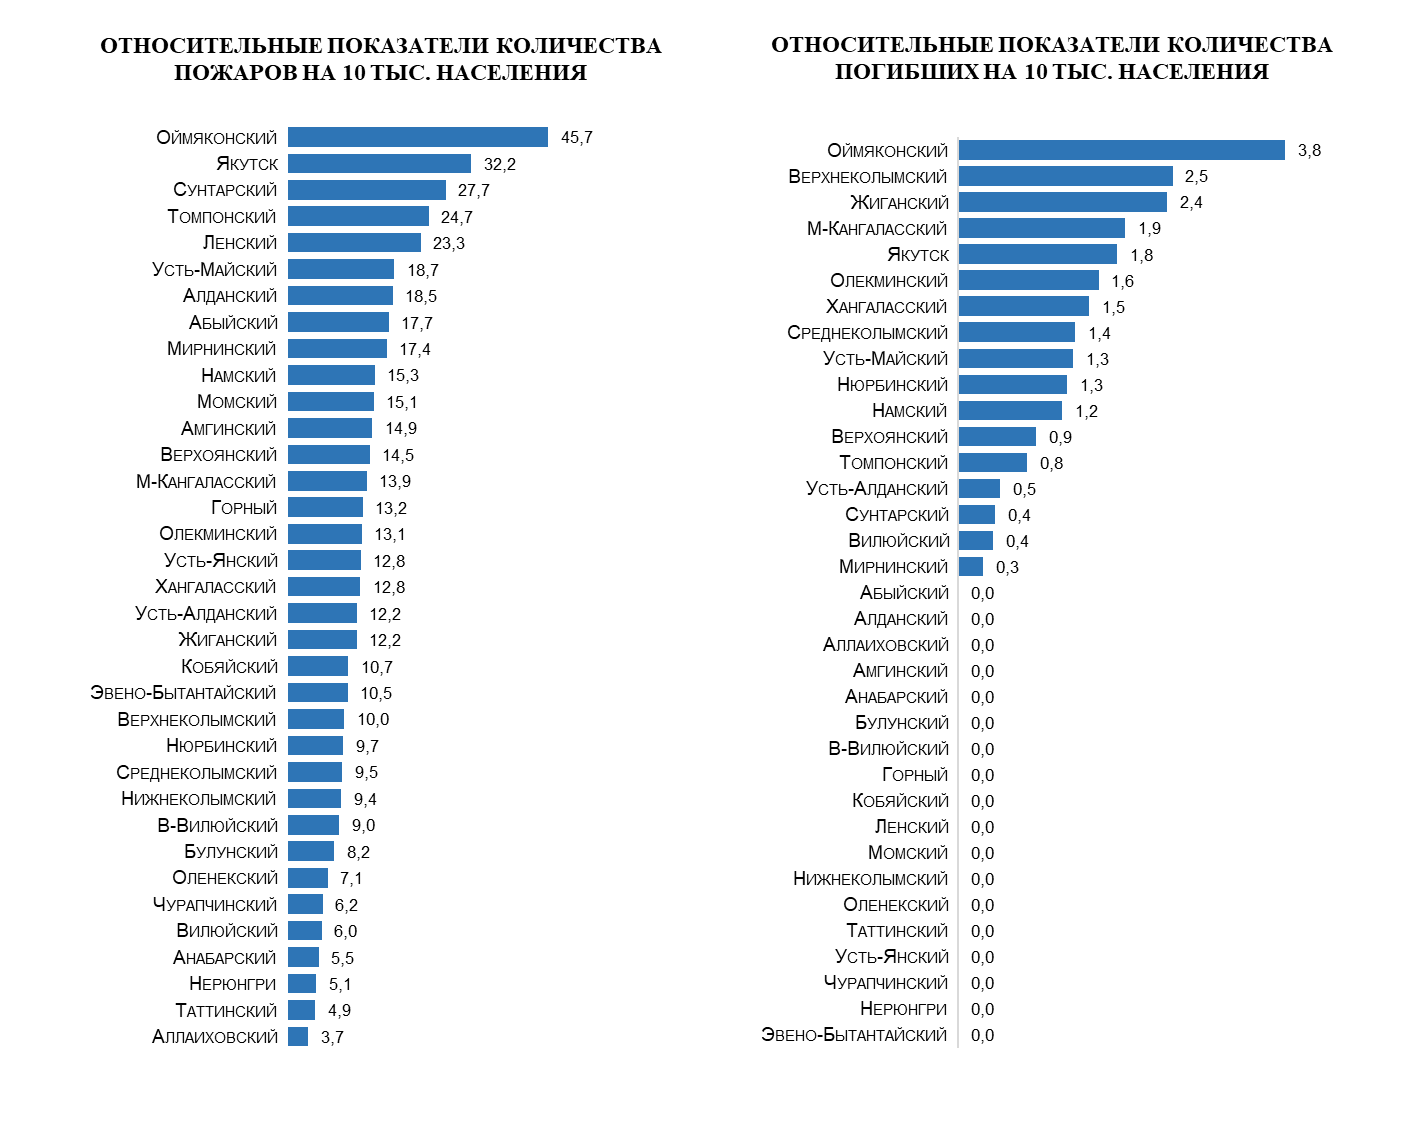 ОТНОСИТЕЛЬНЫЕ ПОКАЗАТЕЛИ КОЛИЧЕСТВА
ПОЖАРОВ НА 10 ТЫС. НАСЕЛЕНИЯ
ОЙМЯКОНСКИЙ 45,7
ЯКУТСК 32,2
СУНТАРСКИЙ 27,7
ТОМПОНСКИЙ 24,7
ЛЕНСКИЙ 23,3
УСТЬ-МАЙСКИЙ 18,7
АЛДАНСКИЙ 18,5
АБЫЙСКИЙ 17,7
МИРНИНСКИЙ 17,4
НАМСКИЙ 15,3
МОМСКИЙ 15,1
АМГИНСКИЙ 14,9
ВЕРХОЯНСКИЙ 14,5
М-КАНГАЛАССКИЙ 13,9
ГОРНЫЙ 13,2
ОЛЕКМИНСКИЙ 13,1
УСТЬ-ЯНСКИЙ 12,8
ХАНГАЛАССКИЙ 12,8
УСТЬ-АЛДАНСКИЙ 12,2
ЖИГАНСКИЙ 12,2
КОБЯЙСКИЙ 10,7
ЭВЕНО-БЫТАНТАЙСКИЙ 10,5
ВЕРХНЕКОЛЫМСКИЙ 10,0
НЮРБИНСКИЙ 9,7
СРЕДНЕКОЛЫМСКИЙ 9,5
НИЖНЕКОЛЫМСКИЙ 9,4
В-ВИЛЮЙСКИЙ 9,0
БУЛУНСКИЙ 8,2
ОЛЕНЕКСКИЙ 7,1
ЧУРАПЧИНСКИЙ 6,2
ВИЛЮЙСКИЙ 6,0
АНАБАРСКИЙ 5,5
НЕРЮНГРИ 5,1
ТАТТИНСКИЙ 4,9
АЛЛАИХОВСКИЙ 3,7
ОТНОСИТЕЛЬНЫЕ ПОКАЗАТЕЛИ КОЛИЧЕСТВА
ПОГИБШИХ НА 10 ТЫС. НАСЕЛЕНИЯ
ОЙМЯКОНСКИЙ 3,8
ВЕРХНЕКОЛЫМСКИЙ 2,5
ЖИГАНСКИЙ 2,4
М-КАНГАЛАССКИЙ 1,9
ЯКУТСК 1,8
ОЛЕКМИНСКИЙ 1,6
ХАНГАЛАССКИЙ 1,5
СРЕДНЕКОЛЫМСКИЙ 1,4
УСТЬ-МАЙСКИЙ 1,3
НЮРБИНСКИЙ 1,3
НАМСКИЙ 1,2
ВЕРХОЯНСКИЙ 0,9
ТОМПОНСКИЙ 0,8
УСТЬ-АЛДАНСКИЙ 0,5
СУНТАРСКИЙ 0,4
ВИЛЮЙСКИЙ 0,4
МИРНИНСКИЙ 0,3
АБЫЙСКИЙ 0,0
АЛДАНСКИЙ 0,0
АЛЛАИХОВСКИЙ 0,0
АМГИНСКИЙ 0,0
АНАБАРСКИЙ 0,0
БУЛУНСКИЙ 0,0
В-ВИЛЮЙСКИЙ 0,0
ГОРНЫЙ 0,0
КОБЯЙСКИЙ 0,0
ЛЕНСКИЙ 0,0
МОМСКИЙ 0,0
НИЖНЕКОЛЫМСКИЙ 0,0
ОЛЕНЕКСКИЙ 0,0
ТАТТИНСКИЙ 0,0
УСТЬ-ЯНСКИЙ 0,0
ЧУРАПЧИНСКИЙ 0,0
НЕРЮНГРИ 0,0
ЭВЕНО-БЫТАНТАЙСКИЙ 0,0